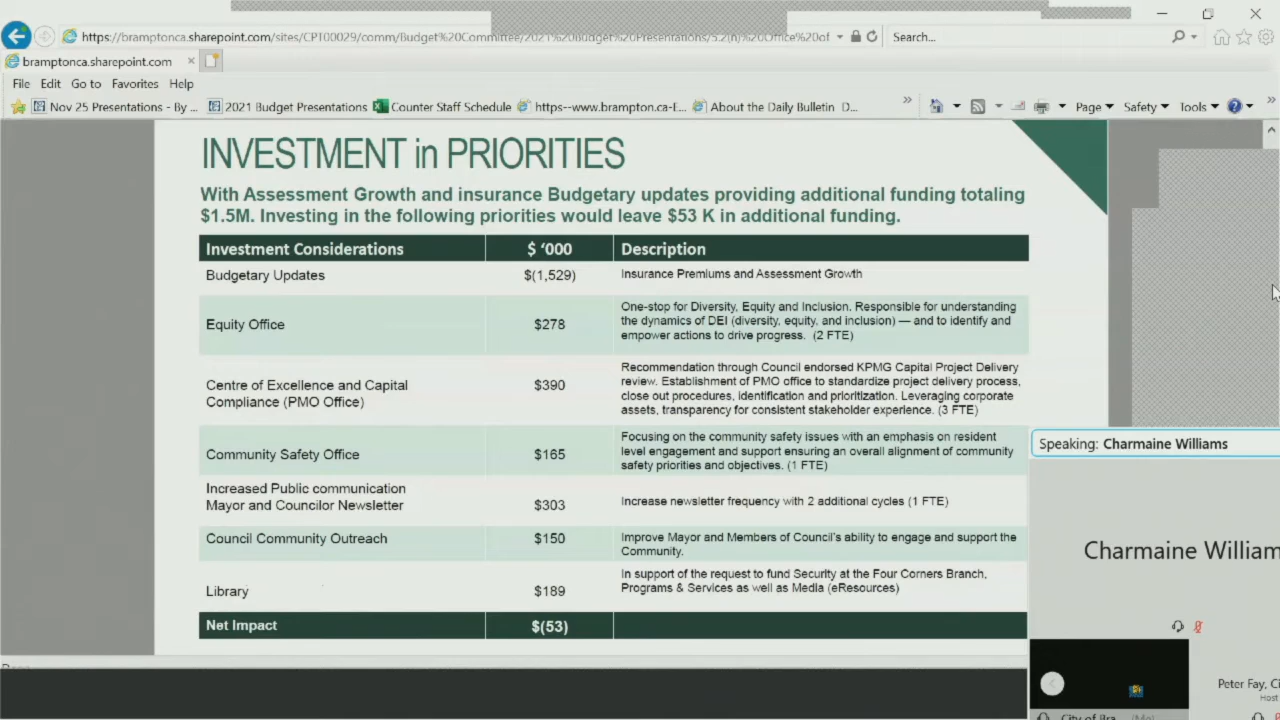 https://bramptonca.sharepoint.com/sites/CPT00029/comm/Budget%20Committee/2021%20Budget%20Presentations/5.2(h)%20Office%20of
Search...
bramptonca.sharepoint.com
File Edit Go to Favorites Help
Nov 25 Presentations - By ... 2021 Budget Presentations Counter Staff Schedule https--www.brampton.ca-E... About the Daily Bulletin D...
Page Safety Tools
INVESTMENT in PRIORITIES
With Assessment Growth and insurance Budgetary updates providing additional funding totaling
$1.5M. Investing in the following priorities would leave $53 K in additional funding.
Investment Considerations $ '000 Description
Budgetary Updates $(1,529) Insurance Premiums and Assessment Growth
One-stop for Diversity, Equity and Inclusion. Responsible for understanding
Equity Office $278 the dynamics of DEI (diversity, equity, and inclusion) — and to identify and
empower actions to drive progress. (2 FTE)
Recommendation through Council endorsed KPMG Capital Project Delivery
Centre of Excellence and Capital $390 review. Establishment of PMO office to standardize project delivery process,
Compliance (PMO Office) close out procedures, identification and prioritization. Leveraging corporate
assets, transparency for consistent stakeholder experience. (3 FTE)
Focusing on the community safety issues with an emphasis on resident
Community Safety Office $165 level engagement and support ensuring an overall alignment of community
safety priorities and objectives. (1 FTE)
Increased Public communication
Mayor and Councilor Newsletter $303 Increase newsletter frequency with 2 additional cycles (1 FTE)
Council Community Outreach $150 Improve Mayor and Members of Council's ability to engage and support the
Community.
In support of the request to fund Security at the Four Corners Branch,
Library $189 Programs & Services as well as Media (eResources)
Net Impact $(53)
Speaking: Charmaine Williams
Charmaine William
Peter Fay, Ci
Host
City of Bra... (Me)